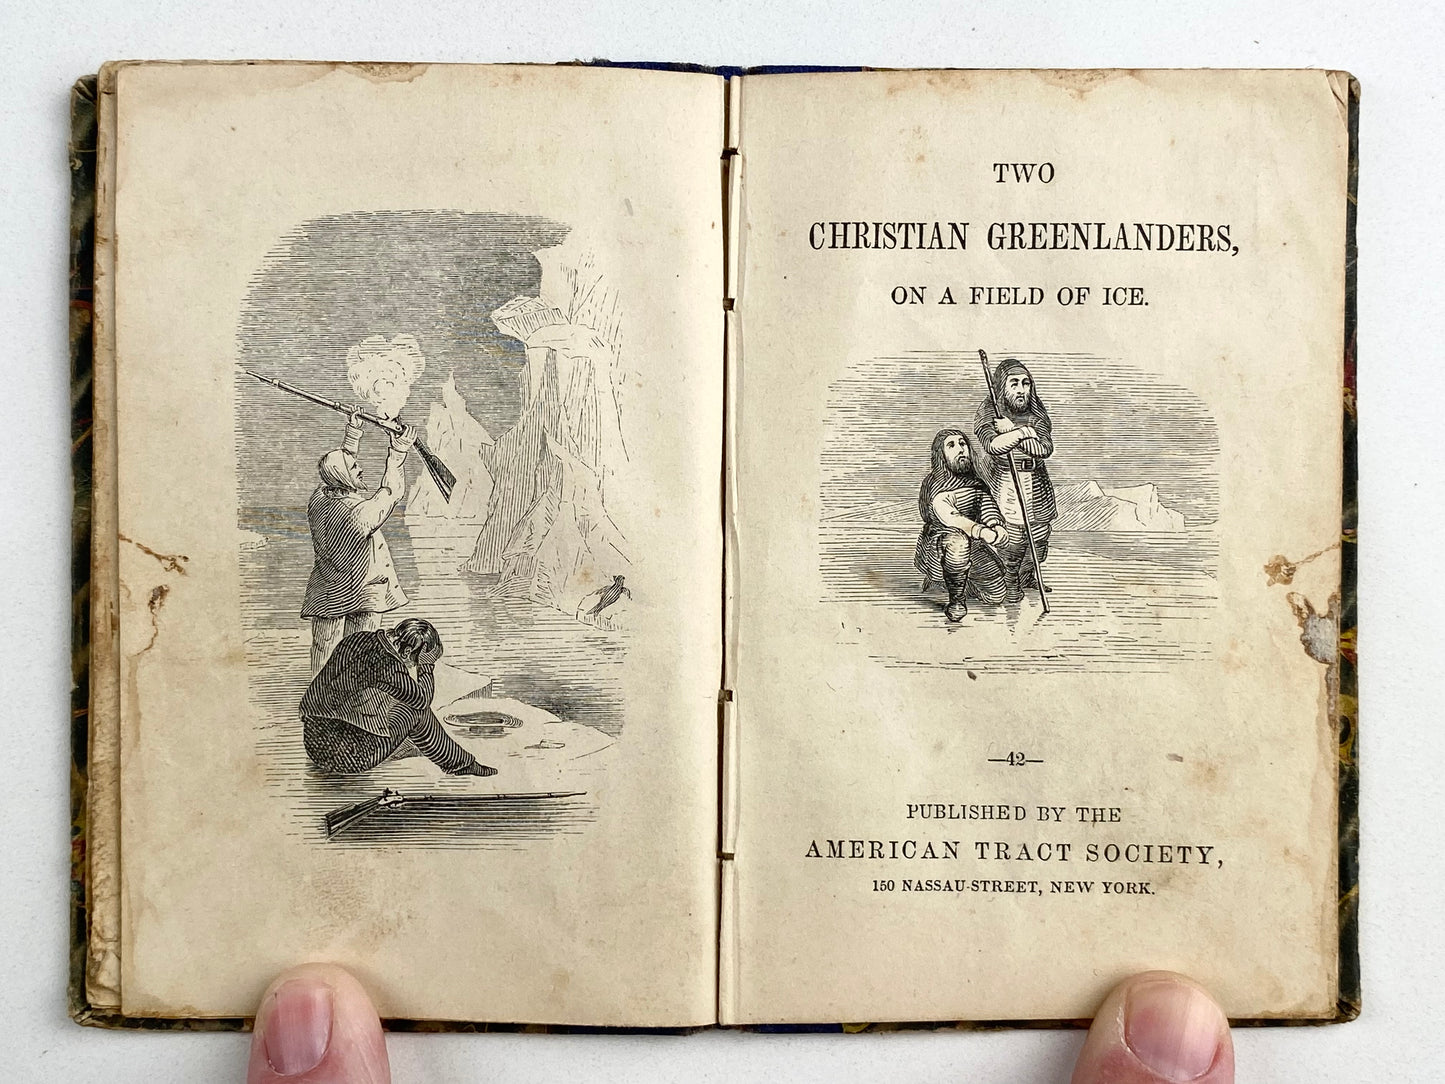 TWO
CHRISTIAN GREENLANDERS,
ON A FIELD OF ICE.
—42—
PUBLISHED BY THE
AMERICAN TRACT SOCIETY,
150 NASSAU-STREET, NEW YORK.